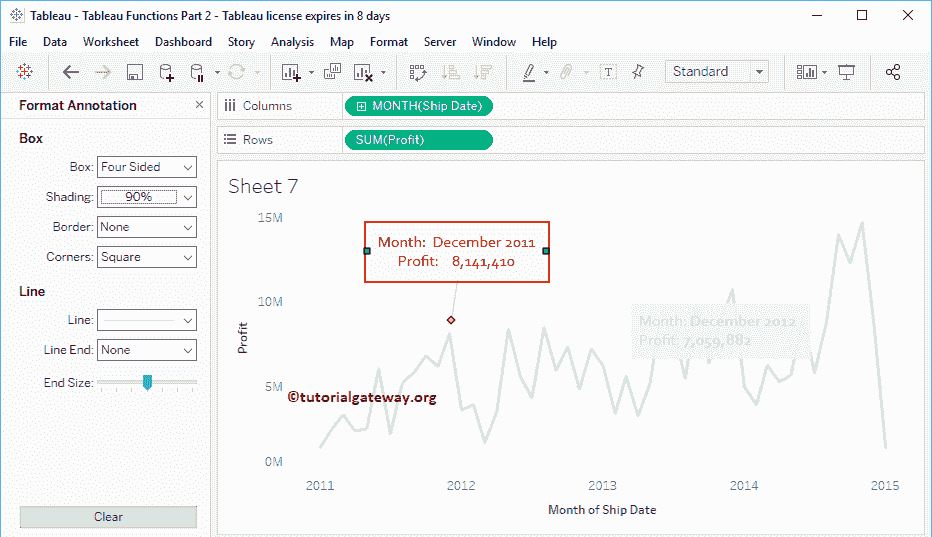 Tableau - Tableau Functions Part 2 - Tableau license expires in 8 days
File Data Worksheet Dashboard Story Analysis Map Format Server Window Help
Standard
Format Annotation
Box
Box: Four Sided
Shading: 90%
Border: None
Corners: Square
Line
Line:
Line End: None
End Size:
Clear
Columns MONTH(Ship Date)
Rows SUM(Profit)
Sheet 7
15M
10M
5M
0M
Profit
Month: December 2011
Profit: 8,141,410
Month: December 2012
Profit: 7,059,882
©tutorialgateway.org
2011 2012 2013 2014 2015
Month of Ship Date